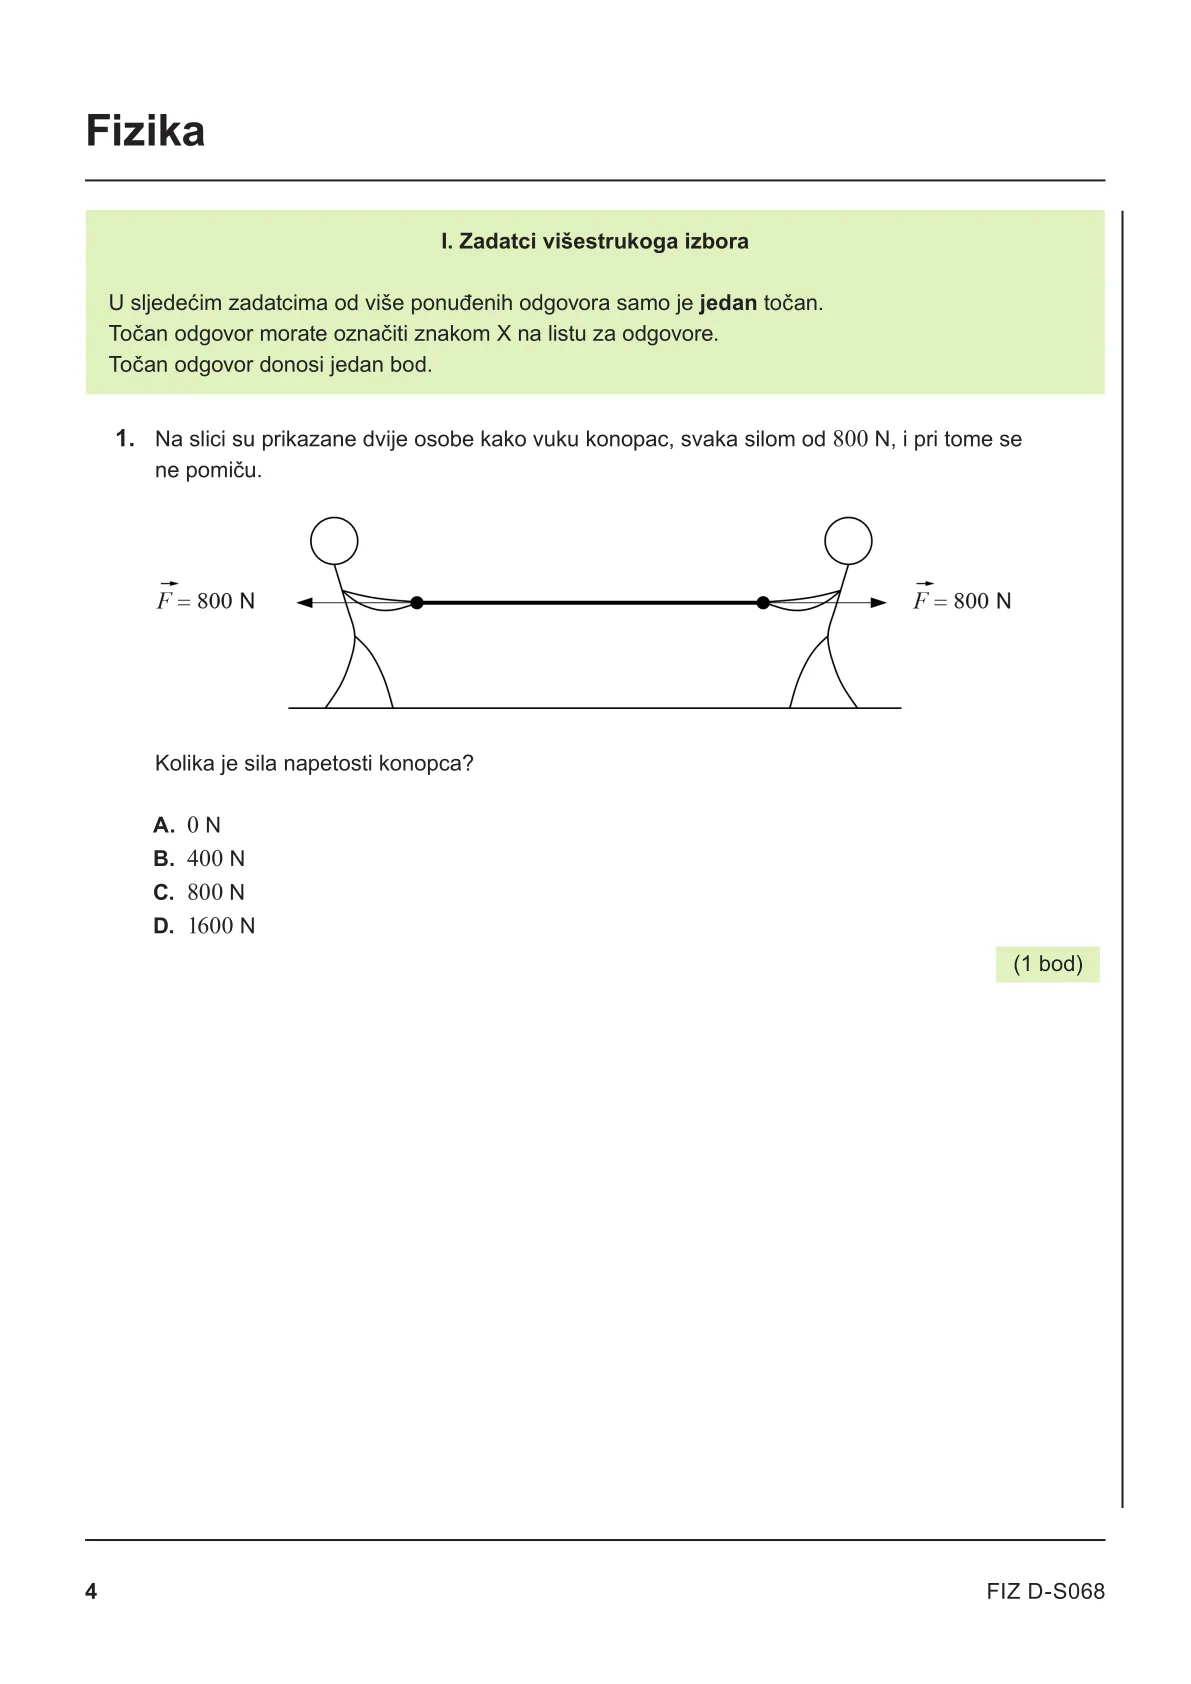 Fizika
I. Zadatci višestrukoga izbora
U sljedećim zadatcima od više ponuđenih odgovora samo je jedan točan.
Točan odgovor morate označiti znakom X na listu za odgovore.
Točan odgovor donosi jedan bod.
1. Na slici su prikazane dvije osobe kako vuku konopac, svaka silom od 800 N, i pri tome se
ne pomiču.
F = 800 N
F = 800 N
Kolika je sila napetosti konopca?
A. 0 N
B. 400 N
C. 800 N
D. 1600 N
(1 bod)
4
FIZ D-S068